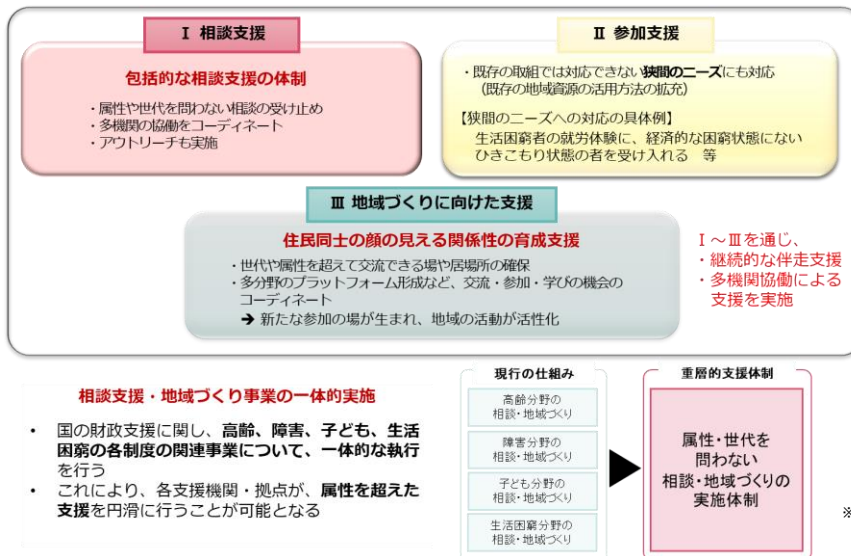 Ⅰ 相談支援
包括的な相談支援の体制
・属性や世代を問わない相談の受け止め
・多機関の協働をコーディネート
・アウトリーチも実施
Ⅱ 参加支援
・既存の取組では対応できない狭間のニーズにも対応
（既存の地域資源の活用方法の拡充）
【狭間のニーズへの対応の具体例】
生活困窮者の就労体験に、経済的な困窮状態にない
ひきこもり状態の者を受け入れる　等
Ⅲ 地域づくりに向けた支援
住民同士の顔の見える関係性の育成支援
・世代や属性を超えて交流できる場や居場所の確保
・多分野のプラットフォーム形成など、交流・参加・学びの機会の
コーディネート
➔ 新たな参加の場が生まれ、地域の活動が活性化
Ⅰ～Ⅲを通じ、
・継続的な伴走支援
・多機関協働による
支援を実施
相談支援・地域づくり事業の一体的実施
• 国の財政支援に関し、高齢、障害、子ども、生活
困窮の各制度の関連事業について、一体的な執行
を行う
• これにより、各支援機関・拠点が、属性を超えた
支援を円滑に行うことが可能となる
現行の仕組み
高齢分野の
相談・地域づくり
障害分野の
相談・地域づくり
子ども分野の
相談・地域づくり
生活困窮分野の
相談・地域づくり
重層的支援体制
属性・世代を
問わない
相談・地域づくりの
実施体制
※